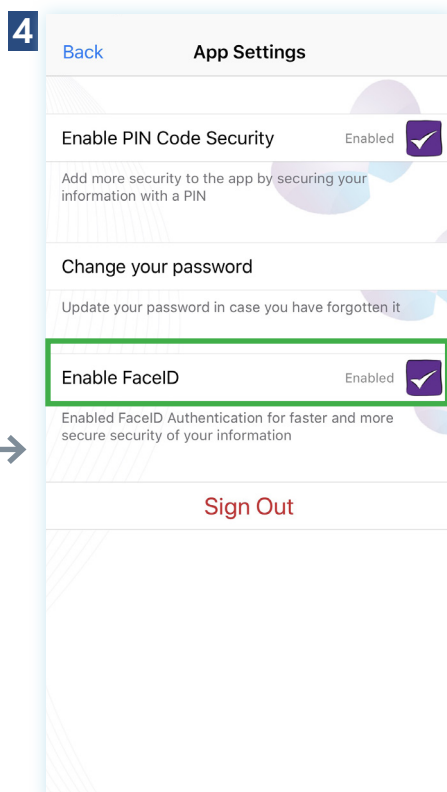 4
Back App Settings
Enable PIN Code Security Enabled
Add more security to the app by securing your
information with a PIN
Change your password
Update your password in case you have forgotten it
Enable FaceID Enabled
Enabled FaceID Authentication for faster and more
secure security of your information
Sign Out